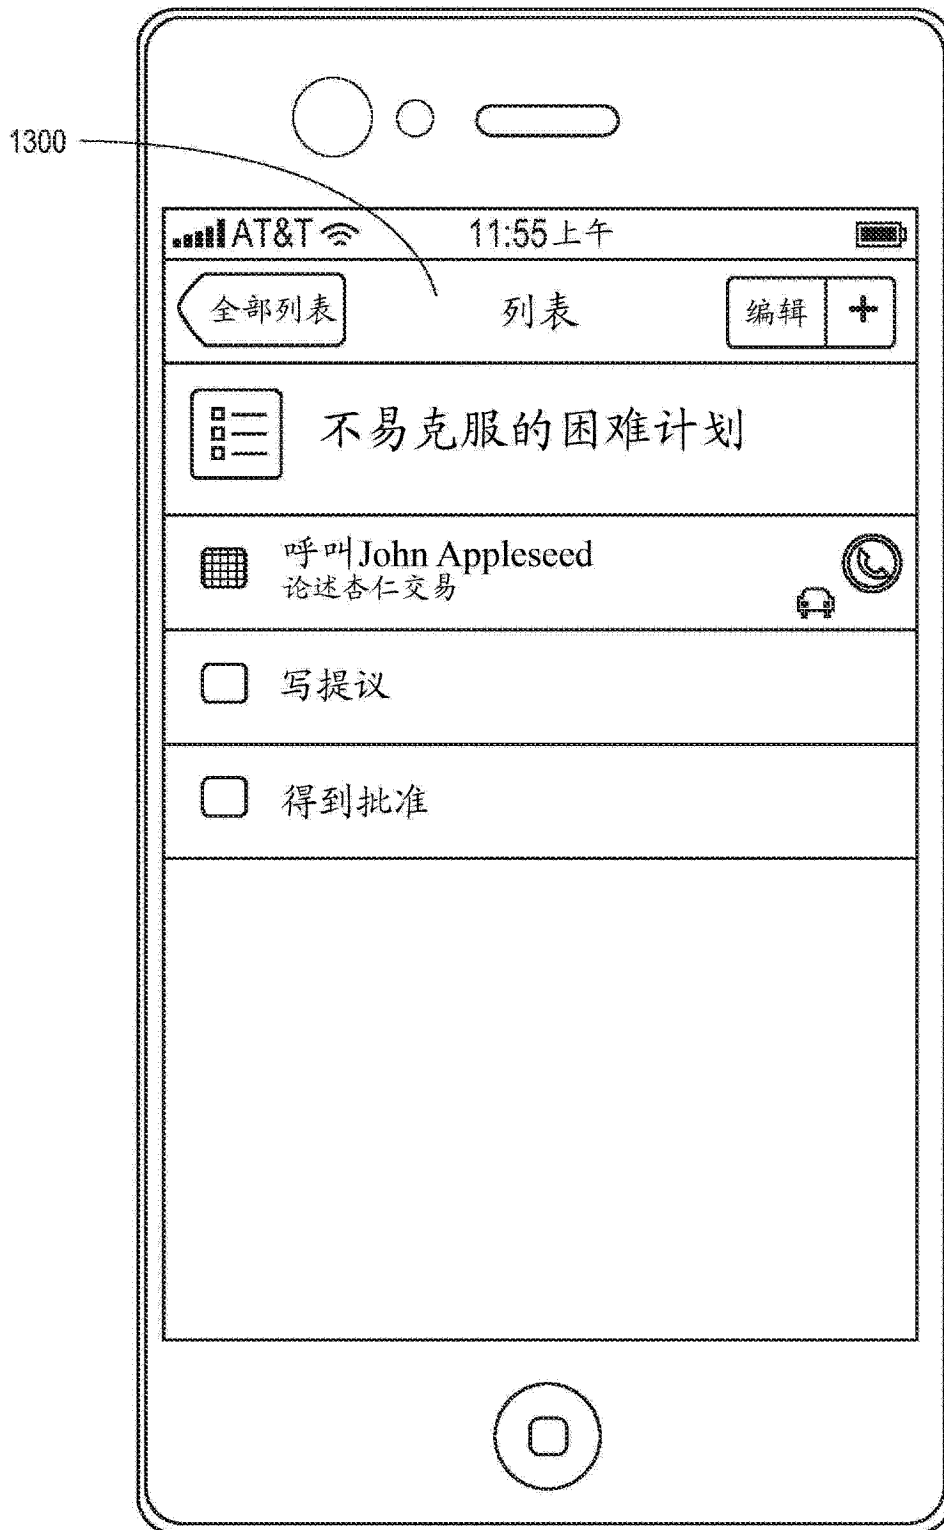 1300
AT&T 11:55上午
全部列表 列表 编辑 +
不易克服的困难计划
呼叫John Appleseed
论述杏仁交易
写提议
得到批准